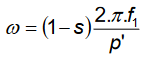 ω = (1−s) 2.π.f₁ / p'